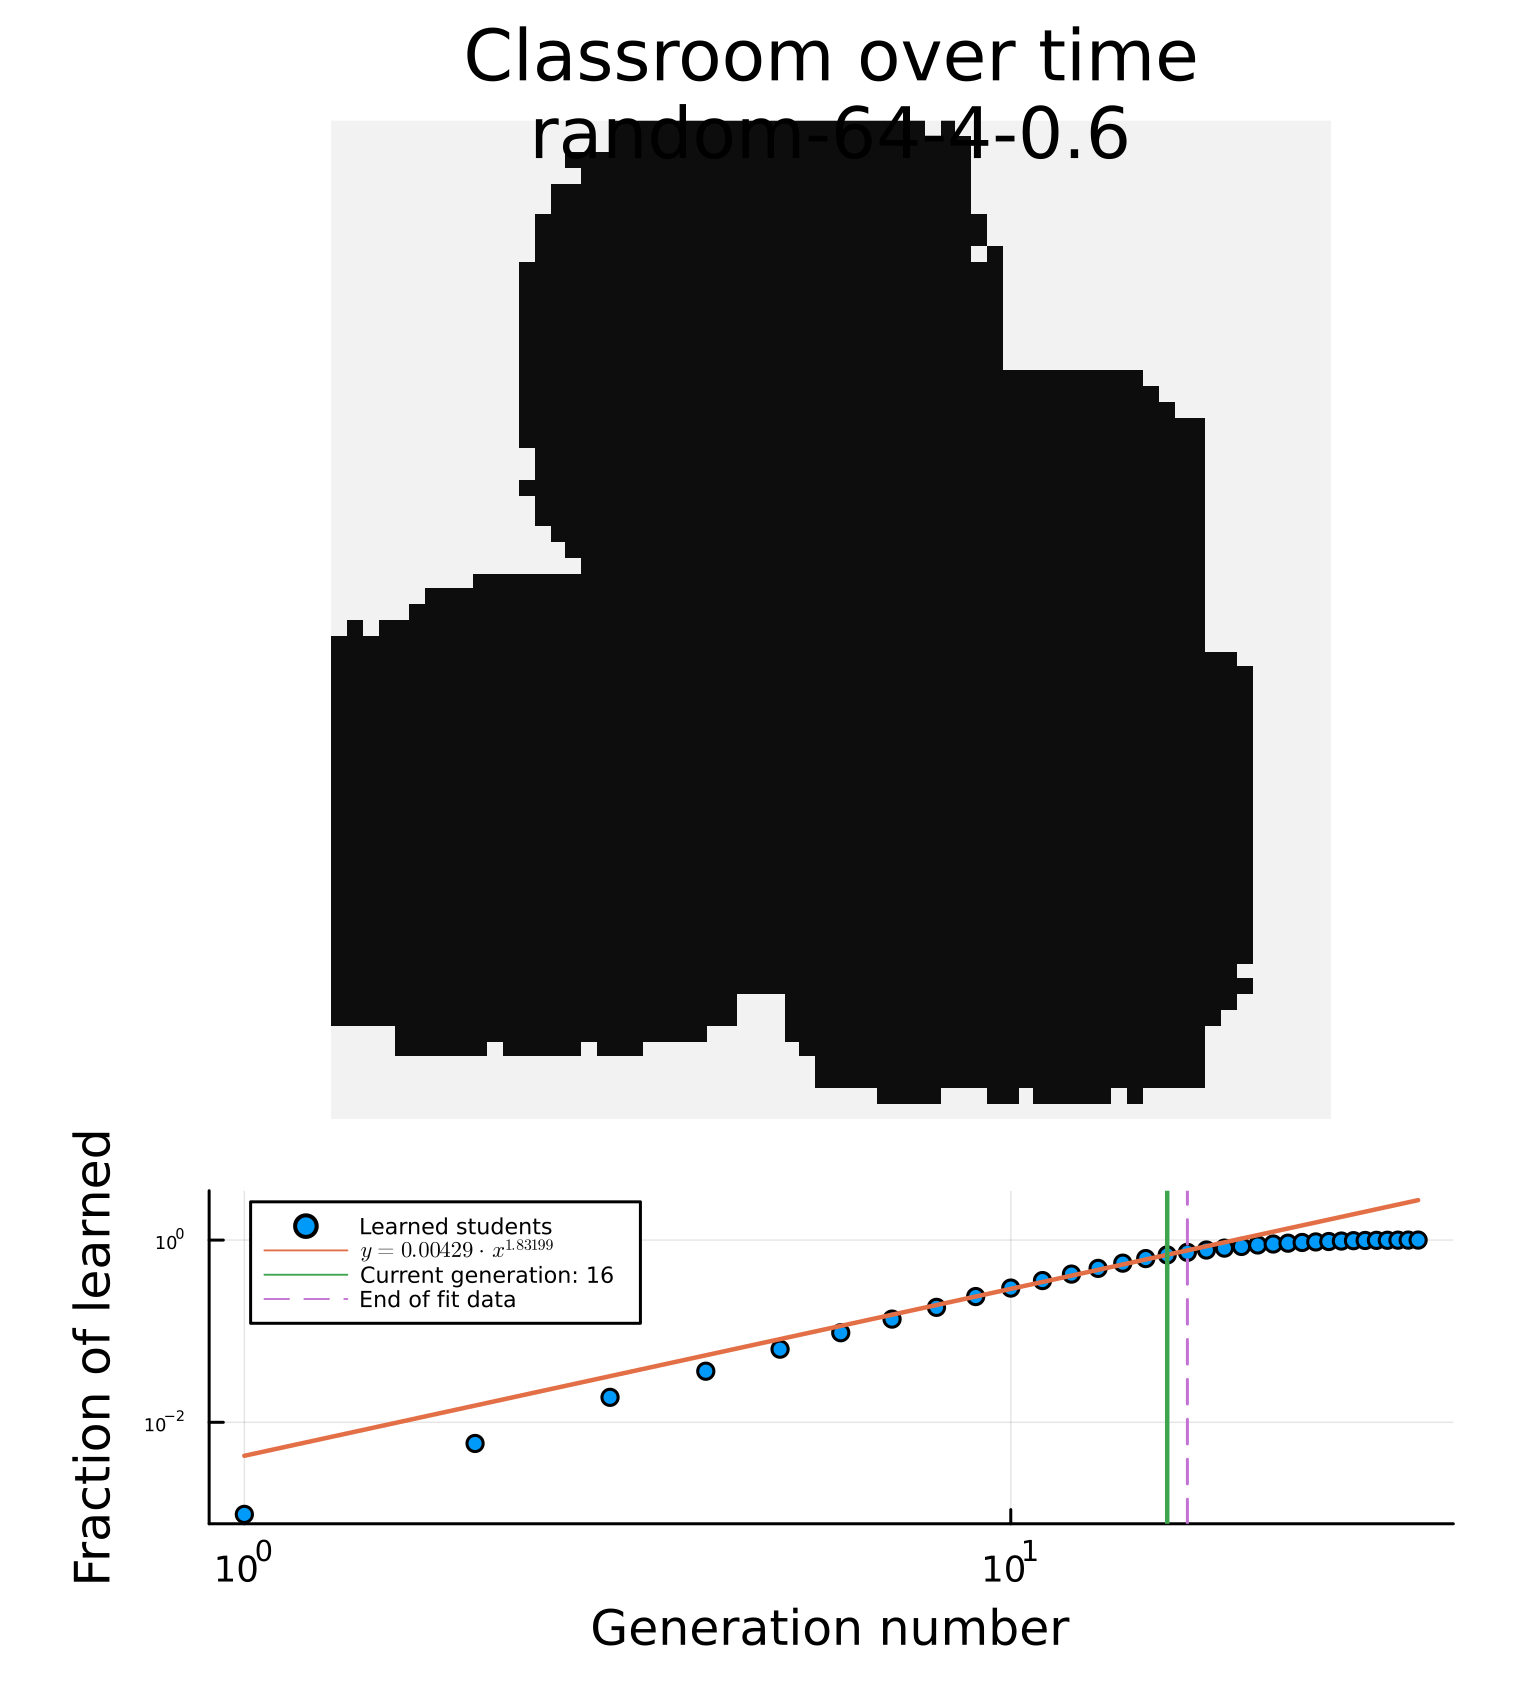 Classroom over time
random-64-4-0.6
Learned students
y = 0.00429 · x^1.83199
Current generation: 16
End of fit data
10^0
10^-2
Fraction of learned
10^0
10^1
Generation number